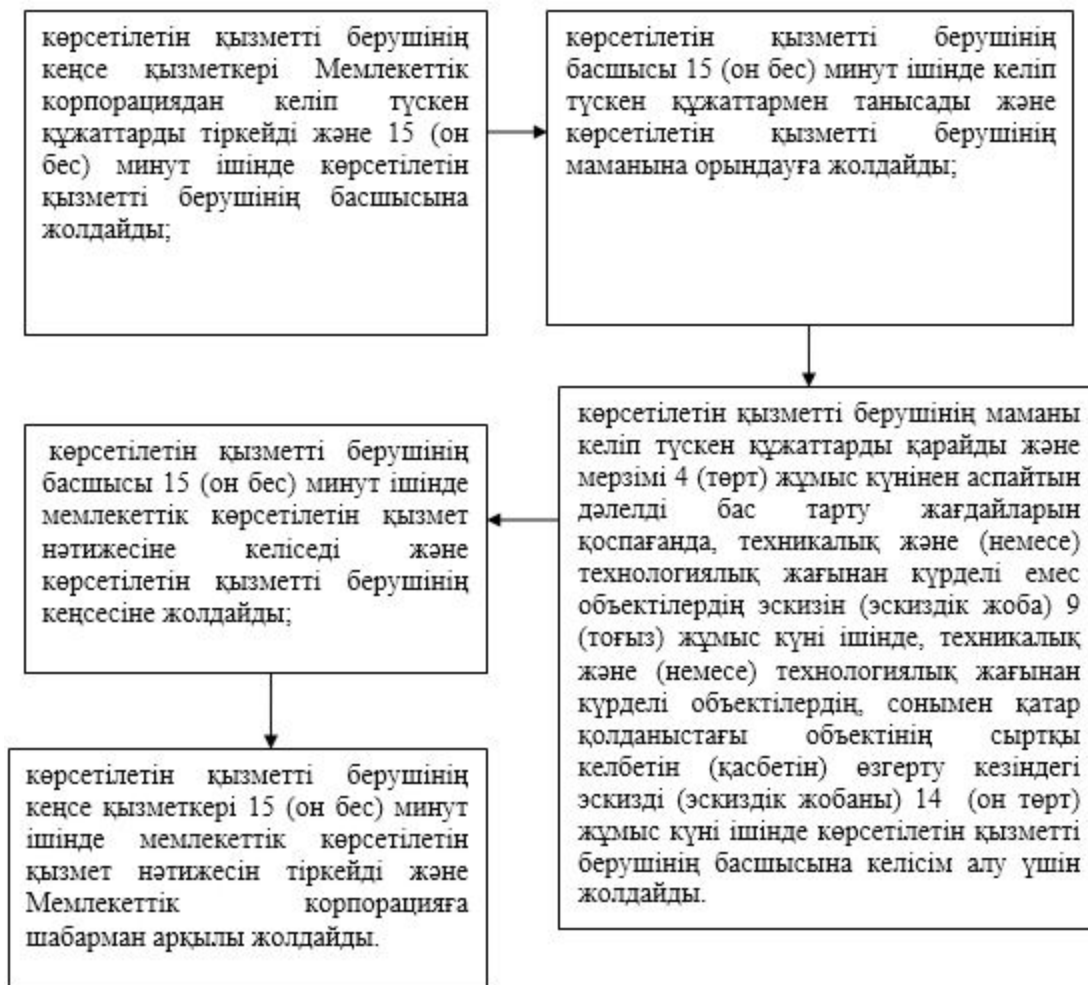 көрсетілетін қызметті берушінің
кеңсе қызметкері Мемлекеттік
корпорациядан келіп түскен
құжаттарды тіркейді және 15 (он
бес) минут ішінде көрсетілетін
қызметті берушінің басшысына
жолдайды;
көрсетілетін қызметті берушінің
басшысы 15 (он бес) минут ішінде келіп
түскен құжаттармен танысады және
көрсетілетін қызметті берушінің
маманына орындауға жолдайды;
көрсетілетін қызметті берушінің маманы
келіп түскен құжаттарды қарайды және
мерзімі 4 (төрт) жұмыс күнінен аспайтын
дәлелді бас тарту жағдайларын
қоспағанда, техникалық және (немесе)
технологиялық жағынан күрделі емес
объектілердің эскизін (эскиздік жоба) 9
(тоғыз) жұмыс күні ішінде, техникалық
және (немесе) технологиялық жағынан
күрделі объектілердің, сонымен қатар
қолданыстағы объектінің сыртқы
келбетін (қасбетін) өзгерту кезіндегі
эскизді (эскиздік жобаны) 14 (он төрт)
жұмыс күні ішінде көрсетілетін қызметті
берушінің басшысына келісім алу үшін
жолдайды.
көрсетілетін қызметті берушінің
басшысы 15 (он бес) минут ішінде
мемлекеттік көрсетілетін қызмет
нәтижесіне келіседі және
көрсетілетін қызметті берушінің
кеңсесіне жолдайды;
көрсетілетін қызметті берушінің
кеңсе қызметкері 15 (он бес) минут
ішінде мемлекеттік көрсетілетін
қызмет нәтижесін тіркейді және
Мемлекеттік корпорацияға
шабарман арқылы жолдайды.